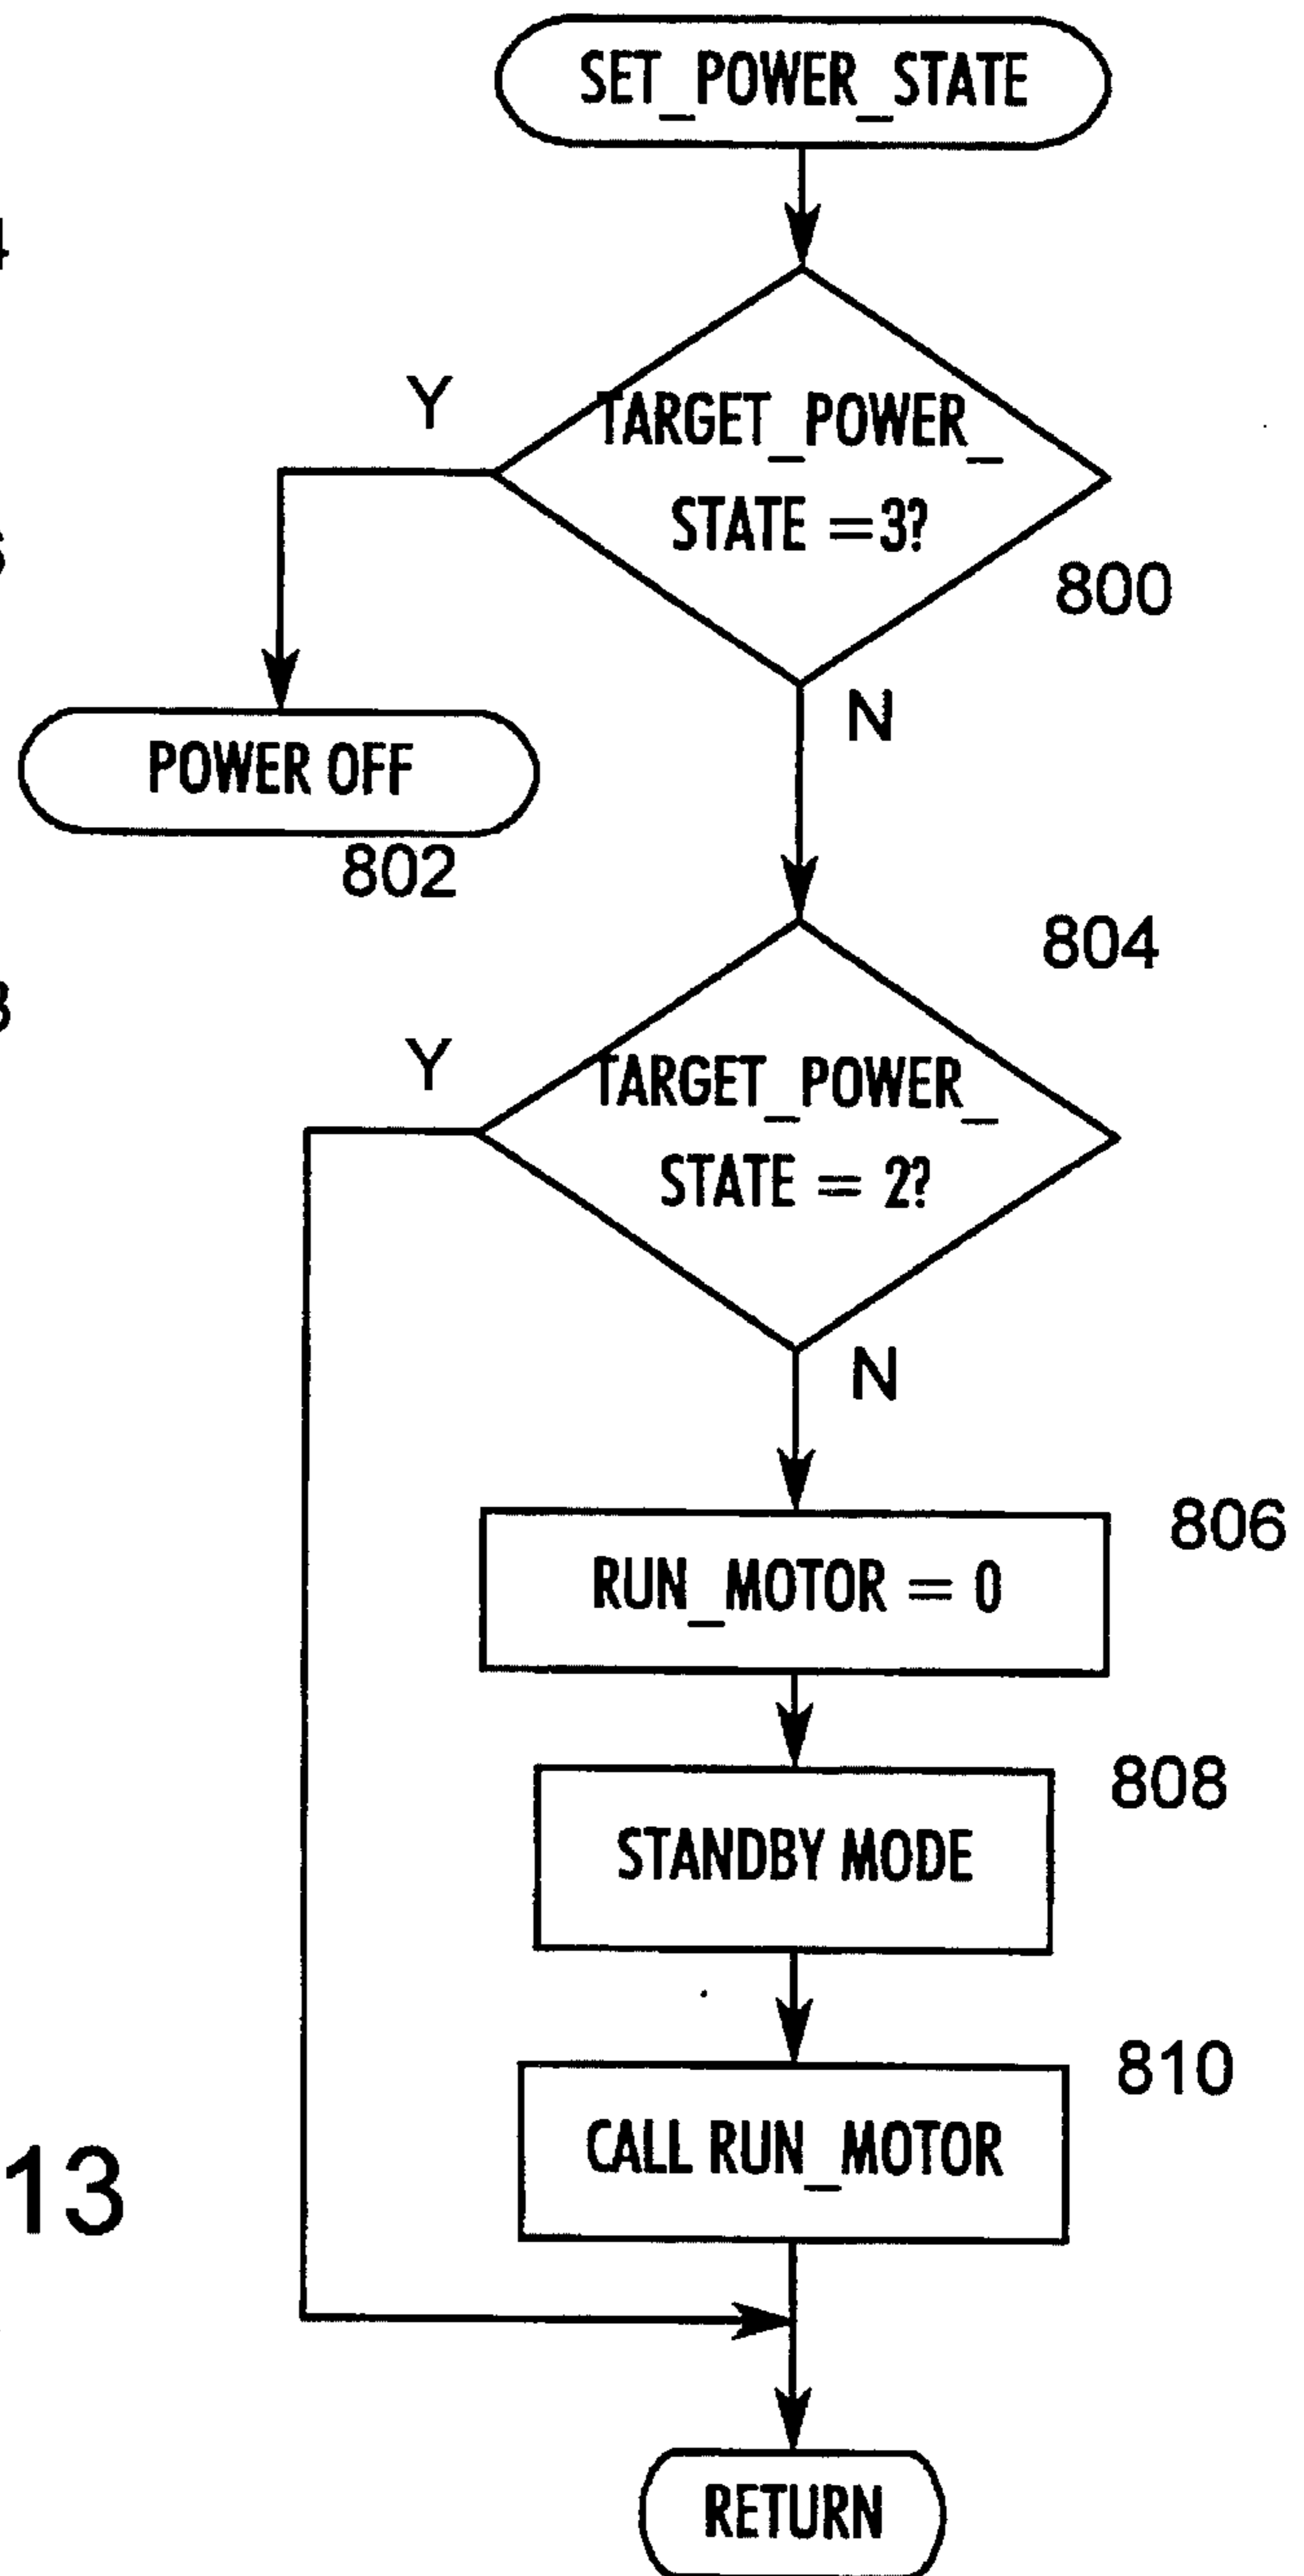 SET_POWER_STATE
Y
TARGET_POWER_
STATE =3?
800
N
POWER OFF
802
804
Y
TARGET_POWER_
STATE = 2?
N
RUN_MOTOR = 0
806
STANDBY MODE
808
CALL RUN_MOTOR
810
13
RETURN